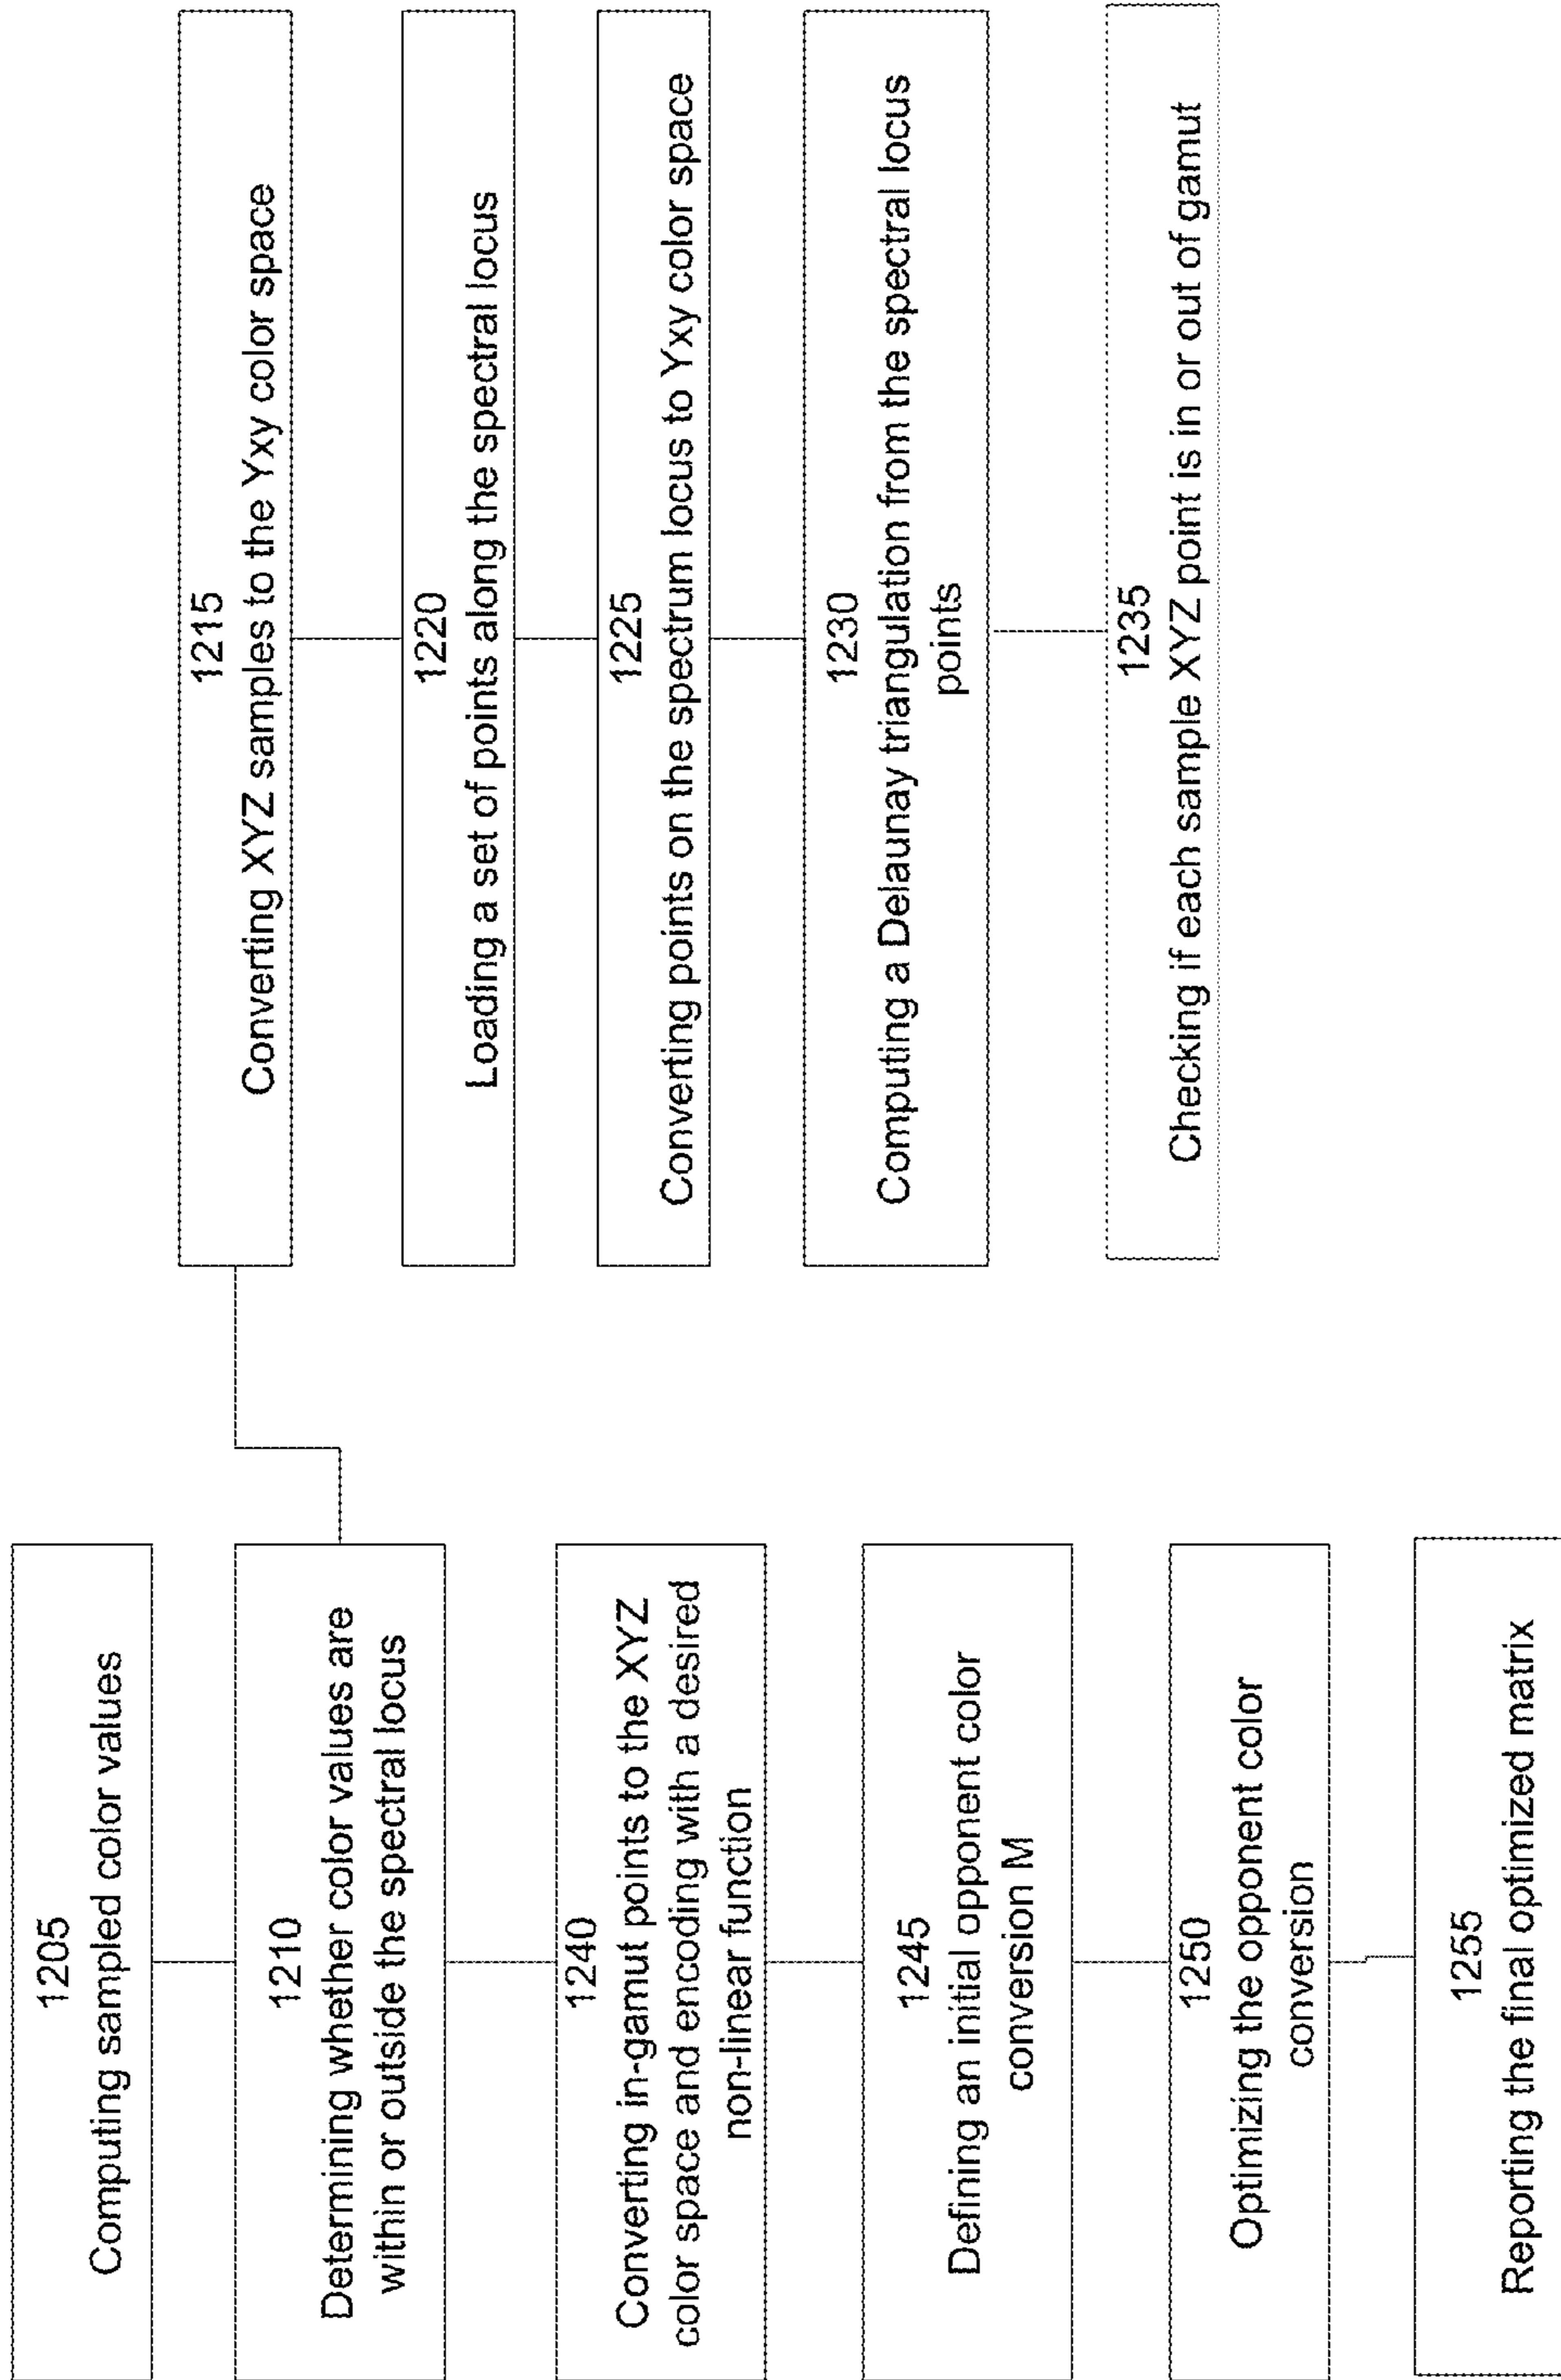 1205
Computing sampled color values
1210
Determining whether color values are
within or outside the spectral locus
1240
Converting in-gamut points to the XYZ
color space and encoding with a desired
non-linear function
1245
Defining an initial opponent color
conversion M
1250
Optimizing the opponent color
conversion
1255
Reporting the final optimized matrix
1215
Converting XYZ samples to the Yxy color space
1220
Loading a set of points along the spectral locus
1225
Converting points on the spectrum locus to Yxy color space
1230
Computing a Delaunay triangulation from the spectral locus
points
1235
Checking if each sample XYZ point is in or out of gamut